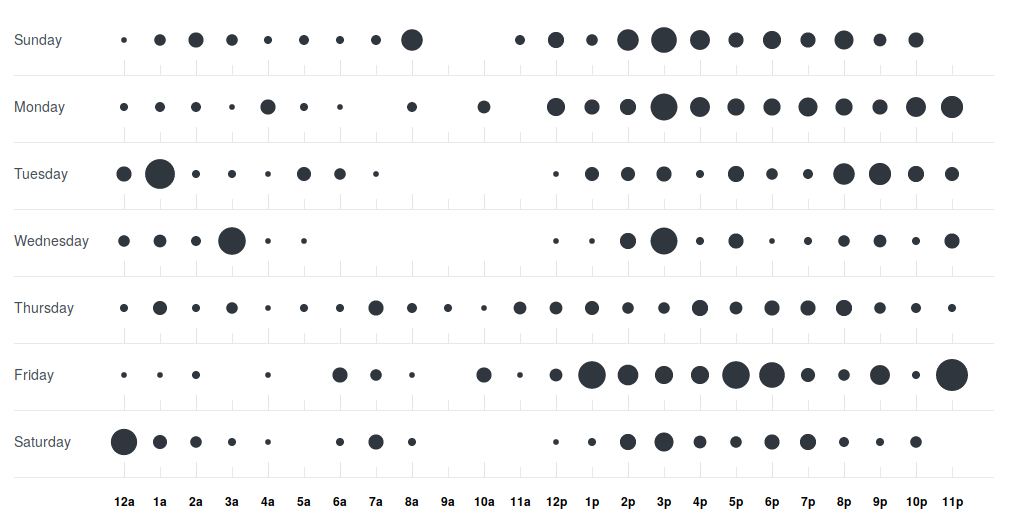 Sunday
Monday
Tuesday
Wednesday
Thursday
Friday
Saturday
12a 1a 2a 3a 4a 5a 6a 7a 8a 9a 10a 11a 12p 1p 2p 3p 4p 5p 6p 7p 8p 9p 10p 11p